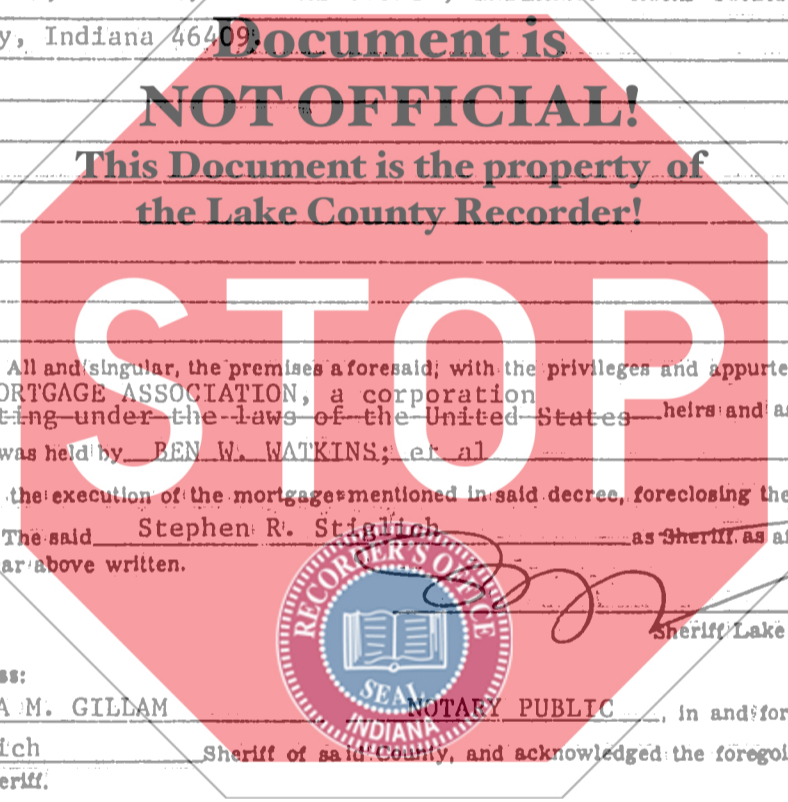 y, Indiana 46409.
Document is
NOT OFFICIAL!
This Document is the property of
the Lake County Recorder!
STOP
All and singular, the premises aforesaid, with the privileges and appurte
ORTGAGE ASSOCIATION, a corporation
ting under the laws of the United States heirs and as
was held by BEN W. WATKINS; et al
the execution of the mortgage mentioned in said decree, foreclosing the
The said Stephen R. Stiglich as Sheriff as af
ar above written.
RECORDER'S OFFICE
SEAL
INDIANA
Sheriff Lake
ss:
A M. GILLAM NOTARY PUBLIC, in and for
ich Sheriff of said County, and acknowledged the foregoi
eriff.